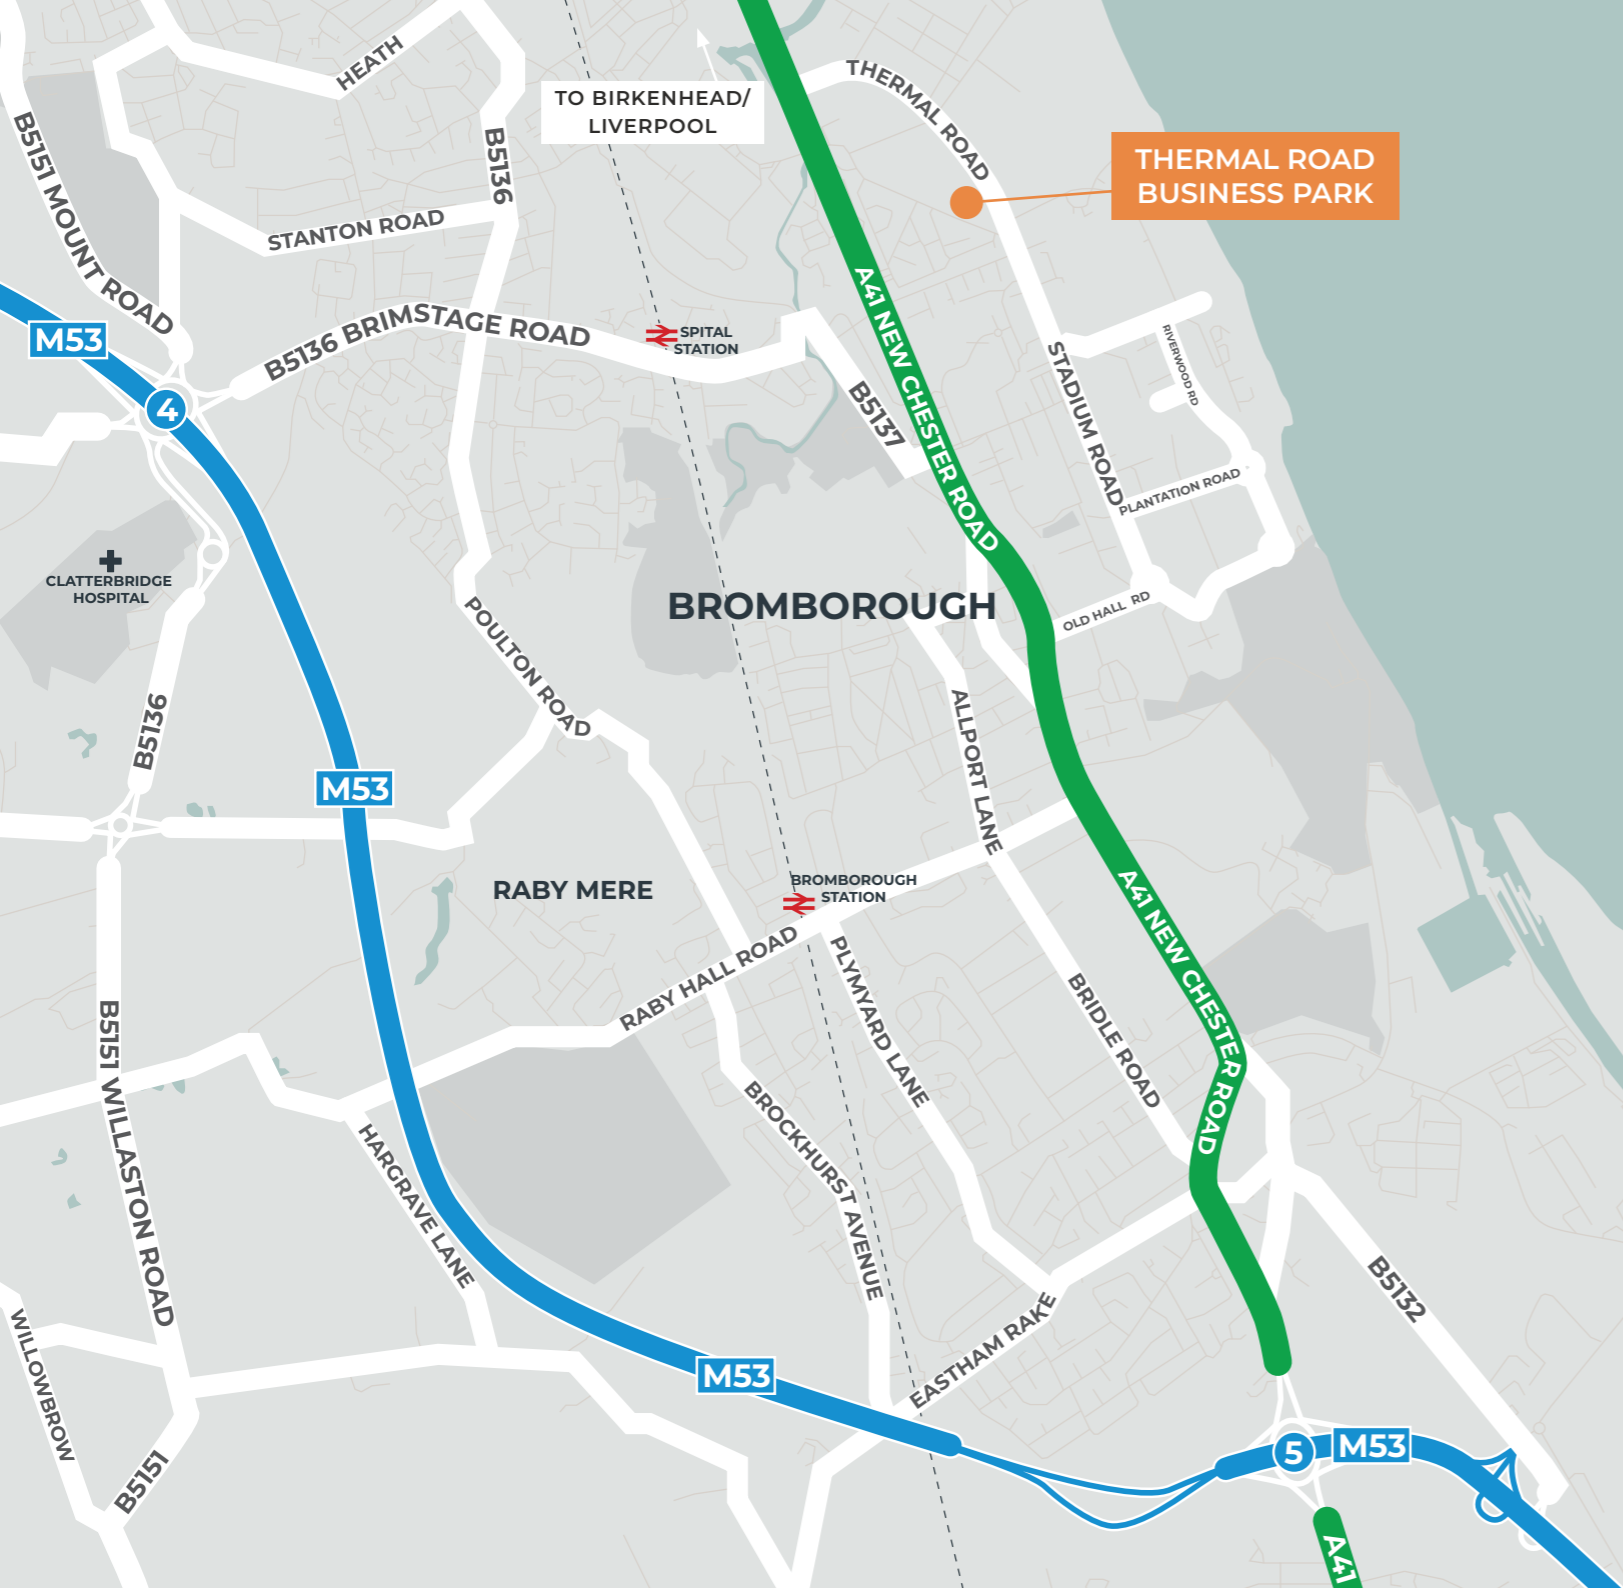 HEATH
THERMAL ROAD
TO BIRKENHEAD/
LIVERPOOL
B5151 MOUNT ROAD
B5136
THERMAL ROAD
BUSINESS PARK
STANTON ROAD
M53
B5136 BRIMSTAGE ROAD
SPITAL
STATION
A41 NEW CHESTER ROAD
RIVERWOOD RD
STADIUM ROAD
B5137
4
PLANTATION ROAD
CLATTERBRIDGE
HOSPITAL
BROMBOROUGH
OLD HALL RD
POULTON ROAD
B5136
ALLPORT LANE
M53
RABY MERE
BROMBOROUGH
STATION
A41 NEW CHESTER ROAD
RABY HALL ROAD
PLYMYARD LANE
BRIDLE ROAD
B5151 WILLASTON ROAD
BROCKHURST AVENUE
HARGRAVE LANE
B5132
EASTHAM RAKE
WILLOWBROW
M53
B5151
5
M53
A41